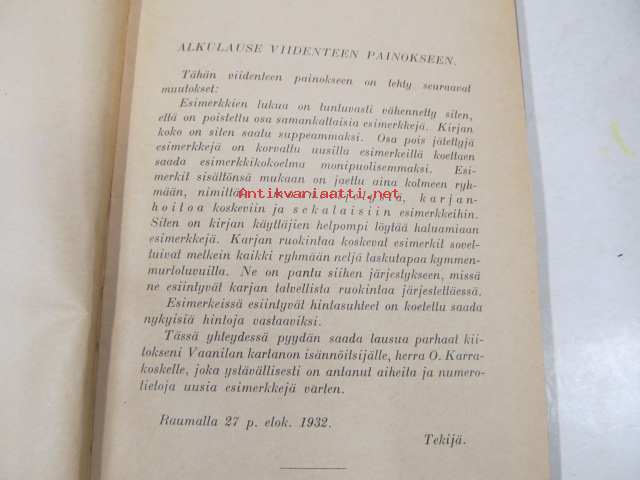 ALKULAUSE VIIDENTEEN PAINOKSEEN.
Tähän viidenteen painokseen on tehty seuraavat
muutokset:
Esimerkkien lukua on tuntuvasti vähennetty siten,
että on poistettu osa samankaltaisia esimerkkejä. Kirjan
koko on siten saatu suppeammaksi. Osa pois jätettyjä
esimerkkejä on korvattu uusilla esimerkeillä koettaen
saada esimerkkikokoelma monipuolisemmaksi. Esi-
merkit sisältönsä mukaan on jaettu aina kolmeen ryh-
mään, nimittäin
Antikvariaatti.net
karjan-
hoitoa koskeviin ja sekalaisiin esimerkkeihin.
Siten on kirjan käyttäjien helpompi löytää haluamiaan
esimerkkejä. Karjan ruokintaa koskevat esimerkit sovel-
tuivat melkein kaikki ryhmään neljä laskutapaa kymmen-
murtoluvuilla. Ne on pantu siihen järjestykseen, missä
ne esiintyvät karjan talvellista ruokintaa järjestettäessä.
Esimerkeissä esiintyvät hintasuhteet on koetettu saada
nykyisiä hintoja vastaaviksi.
Tässä yhteydessä pyydän saada lausua parhaat kii-
tokseni Vaanilan kartanon isännöitsijälle, herra O. Karra-
koskelle, joka ystävällisesti on antanut aiheita ja numero-
tietoja uusia esimerkkejä varten.
Raumalla 27 p. elok. 1932.
Tekijä.